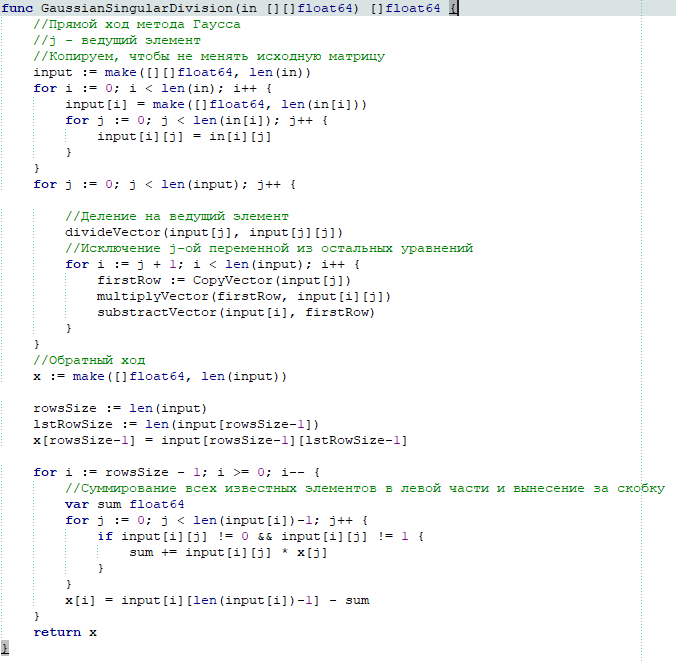 func GaussianSingularDivision(in [][]float64) []float64 {
//Прямой ход метода Гаусса
//j - ведущий элемент
//Копируем, чтобы не менять исходную матрицу
input := make([][]float64, len(in))
for i := 0; i < len(in); i++ {
input[i] = make([]float64, len(in[i]))
for j := 0; j < len(in[i]); j++ {
input[i][j] = in[i][j]
}
}
for j := 0; j < len(input); j++ {
//Деление на ведущий элемент
divideVector(input[j], input[j][j])
//Исключение j-ой переменной из остальных уравнений
for i := j + 1; i < len(input); i++ {
firstRow := CopyVector(input[j])
multiplyVector(firstRow, input[i][j])
substractVector(input[i], firstRow)
}
}
//Обратный ход
x := make([]float64, len(input))
rowsSize := len(input)
lstRowSize := len(input[rowsSize-1])
x[rowsSize-1] = input[rowsSize-1][lstRowSize-1]
for i := rowsSize - 1; i >= 0; i-- {
//Суммирование всех известных элементов в левой части и вынесение за скобку
var sum float64
for j := 0; j < len(input[i])-1; j++ {
if input[i][j] != 0 && input[i][j] != 1 {
sum += input[i][j] * x[j]
}
}
x[i] = input[i][len(input[i])-1] - sum
}
return x
}